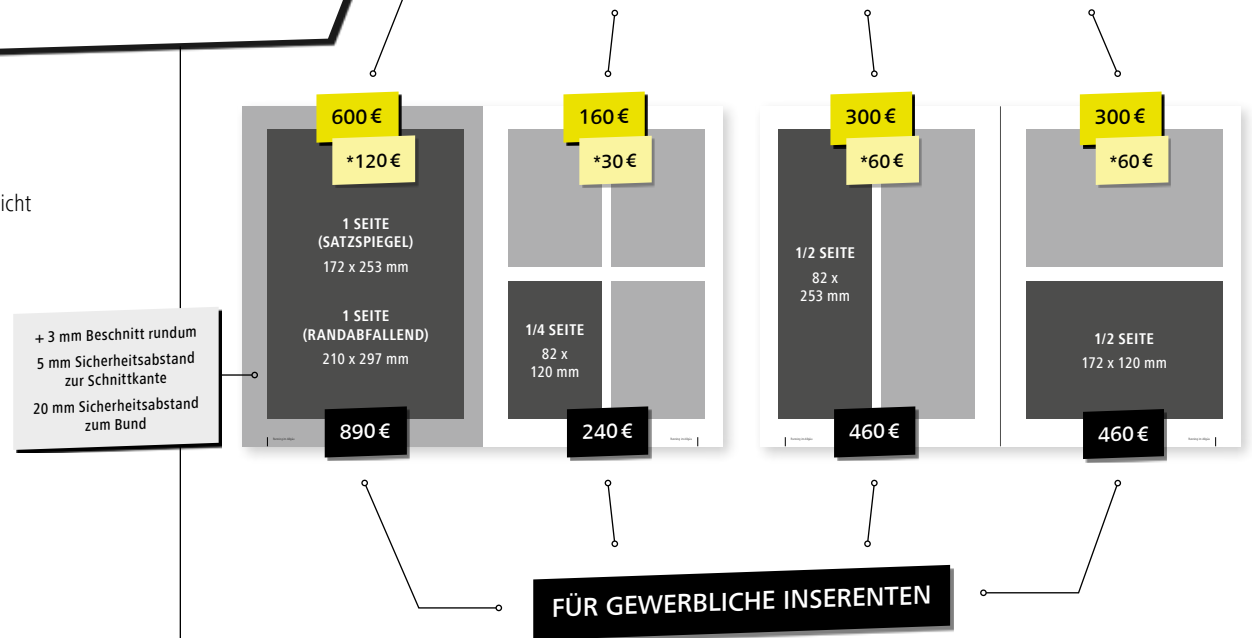 icht
+ 3 mm Beschnitt rundum
5 mm Sicherheitsabstand
zur Schnittkante
20 mm Sicherheitsabstand
zum Bund
600 €
*120 €
1 SEITE
(SATZSPIEGEL)
172 x 253 mm
1 SEITE
(RANDABFALLEND)
210 x 297 mm
890 €
160 €
*30 €
1/4 SEITE
82 x
120 mm
240 €
300 €
*60 €
1/2 SEITE
82 x
253 mm
460 €
300 €
*60 €
1/2 SEITE
172 x 120 mm
460 €
FÜR GEWERBLICHE INSERENTEN